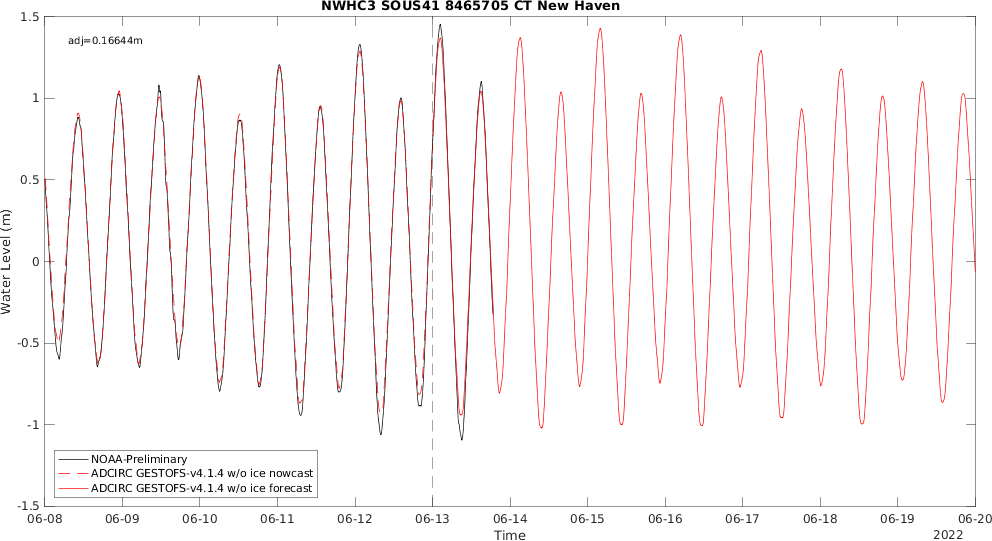 NWHC3 SOUS41 8465705 CT New Haven
adj=0.16644m
1.5
1
0.5
0
-0.5
-1
-1.5
Water Level (m)
NOAA-Preliminary
ADCIRC GESTOFS-v4.1.4 w/o ice nowcast
ADCIRC GESTOFS-v4.1.4 w/o ice forecast
06-08 06-09 06-10 06-11 06-12 06-13 06-14 06-15 06-16 06-17 06-18 06-19 06-20
Time
2022